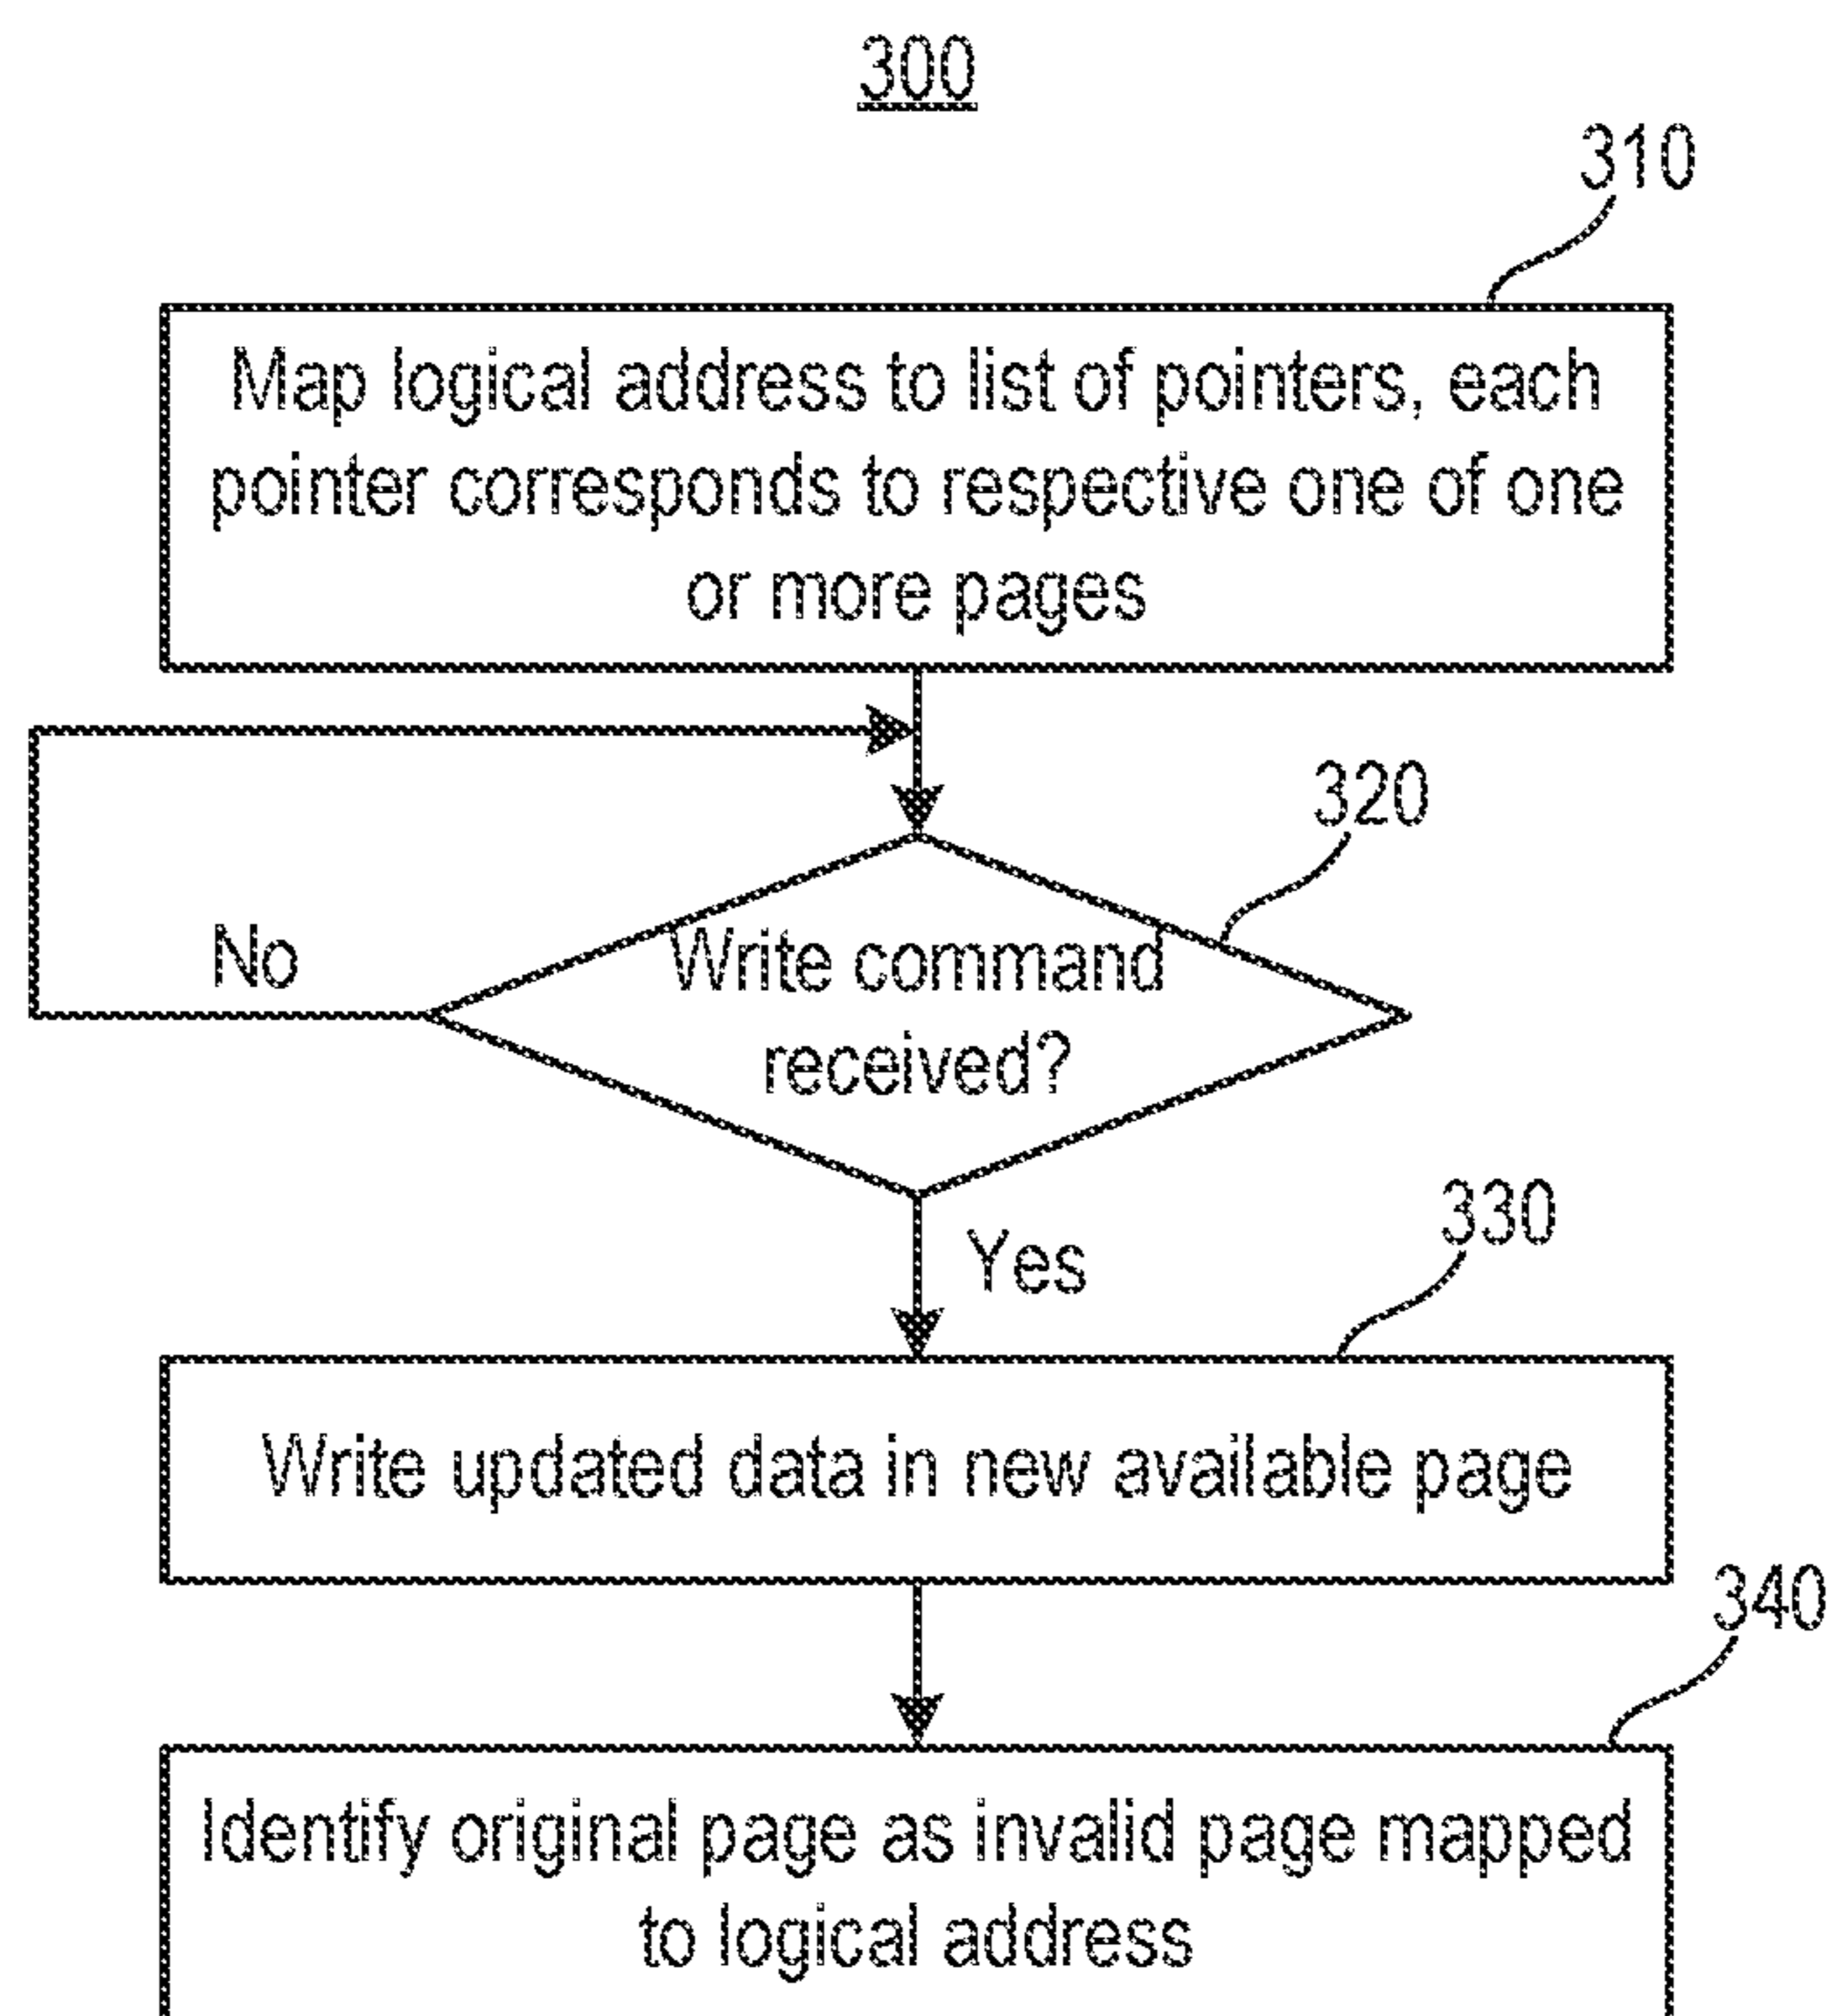 300
310
Map logical address to list of pointers, each
pointer corresponds to respective one of one
or more pages
320
No
Write command
received?
Yes
330
Write updated data in new available page
340
Identify original page as invalid page mapped
to logical address